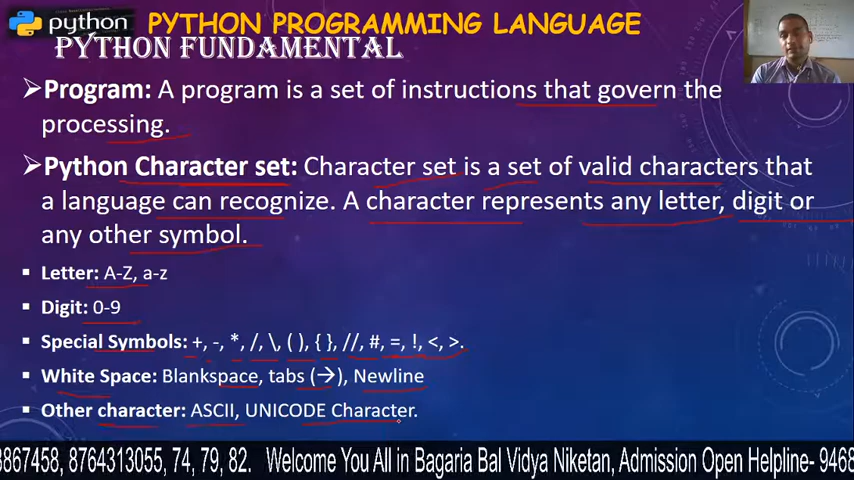 python PYTHON PROGRAMMING LANGUAGE
PYTHON FUNDAMENTAL
➢Program: A program is a set of instructions that govern the
processing.
➢Python Character set: Character set is a set of valid characters that
a language can recognize. A character represents any letter, digit or
any other symbol.
▪ Letter: A-Z, a-z
▪ Digit: 0-9
▪ Special Symbols: +, -, *, /, \, ( ), { }, //, #, =, !, <, >.
▪ White Space: Blankspace, tabs (→), Newline
▪ Other character: ASCII, UNICODE Character.
3867458, 8764313055, 74, 79, 82. Welcome You All in Bagaria Bal Vidya Niketan, Admission Open Helpline- 9468